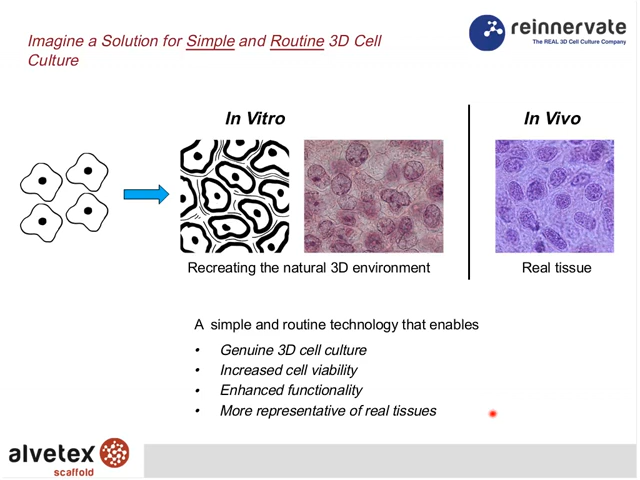 Imagine a Solution for Simple and Routine 3D Cell
Culture
reinnervate
The REAL 3D Cell Culture Company
In Vitro
In Vivo
Recreating the natural 3D environment
Real tissue
A simple and routine technology that enables
• Genuine 3D cell culture
• Increased cell viability
• Enhanced functionality
• More representative of real tissues
alvetex
scaffold